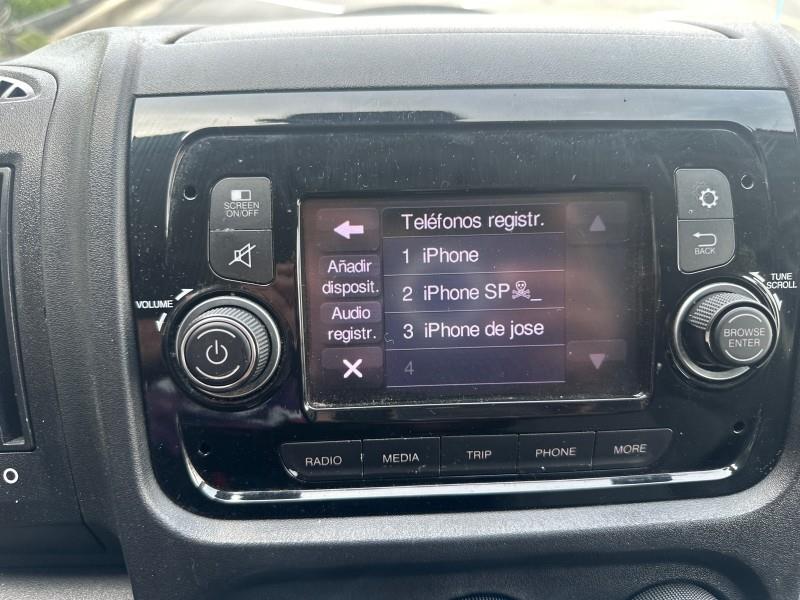 SCREEN
ON/OFF
VOLUME
Teléfonos registr.
Añadir
disposit.
Audio
registr.
1 iPhone
2 iPhone SP☠_
3 iPhone de jose
4
BACK
TUNE
SCROLL
BROWSE
ENTER
RADIO
MEDIA
TRIP
PHONE
MORE